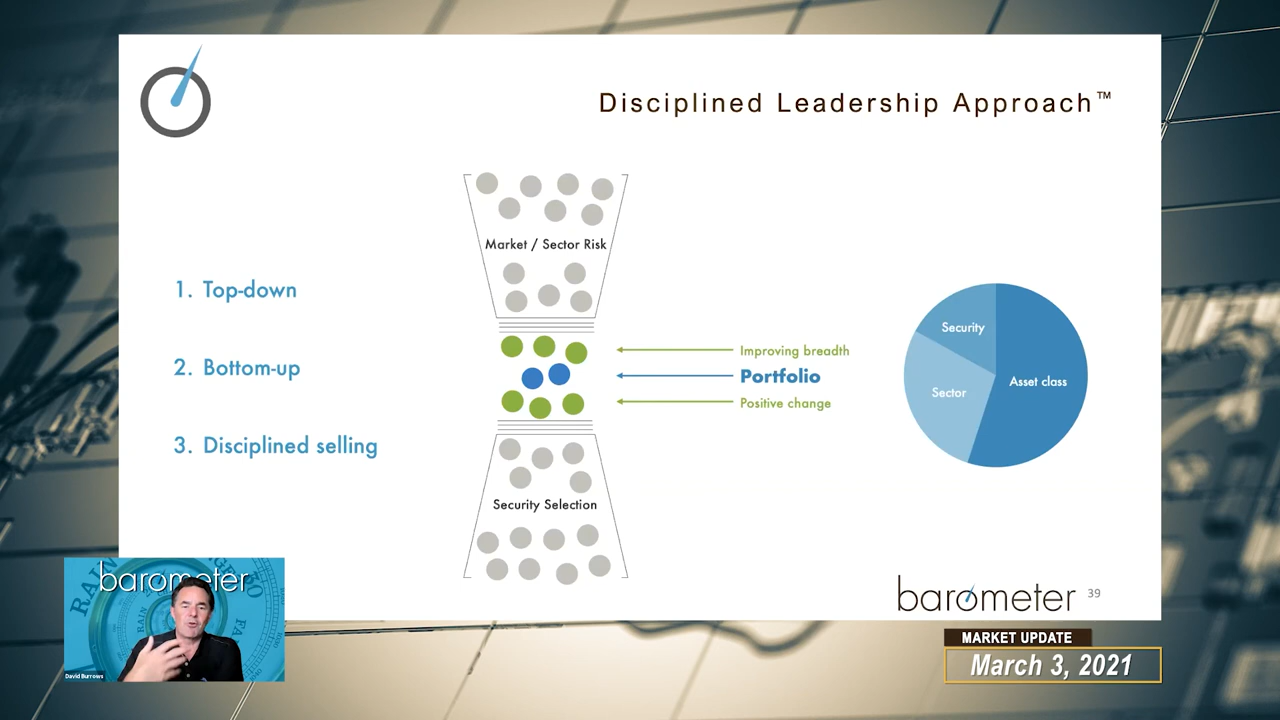 Disciplined Leadership Approach™
Market / Sector Risk
1. Top-down
2. Bottom-up
3. Disciplined selling
Improving breadth
Portfolio
Positive change
Security Selection
Security
Sector
Asset class
barometer
39
barometer
RAIN
David Burrows
MARKET UPDATE
March 3, 2021